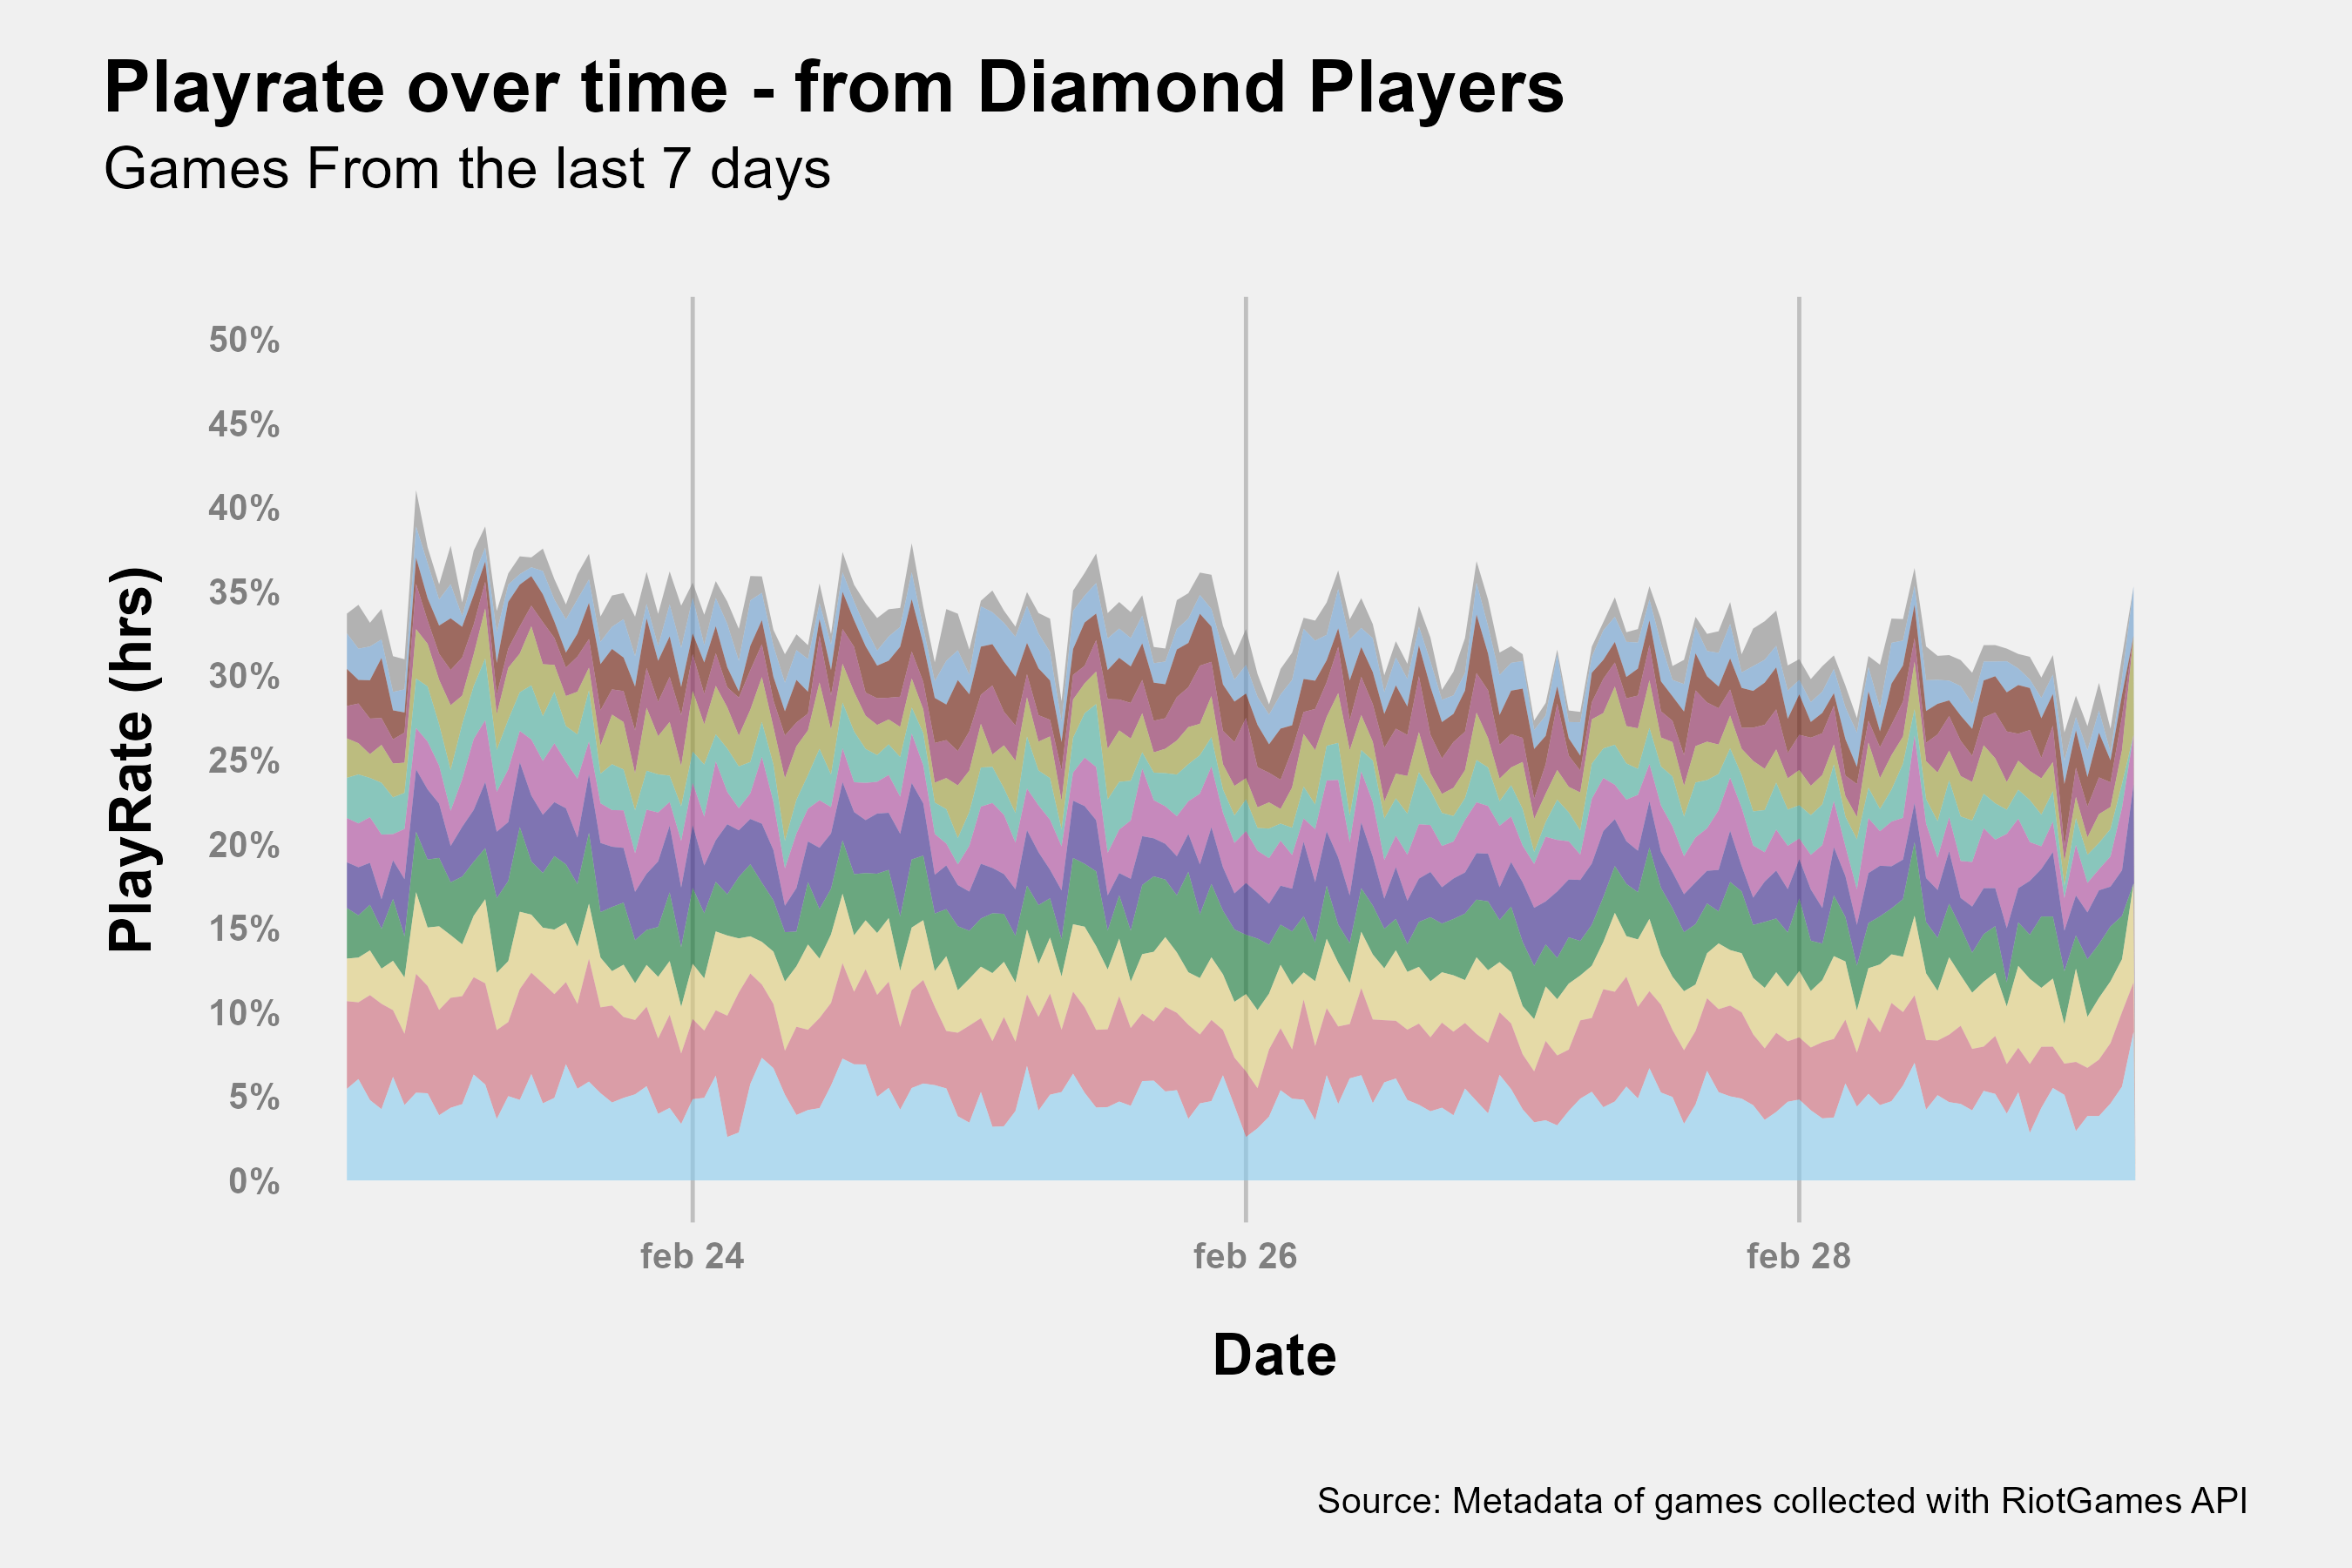 Playrate over time - from Diamond Players
Games From the last 7 days
PlayRate (hrs)
50%
45%
40%
35%
30%
25%
20%
15%
10%
5%
0%
feb 24
feb 26
feb 28
Date
Source: Metadata of games collected with RiotGames API